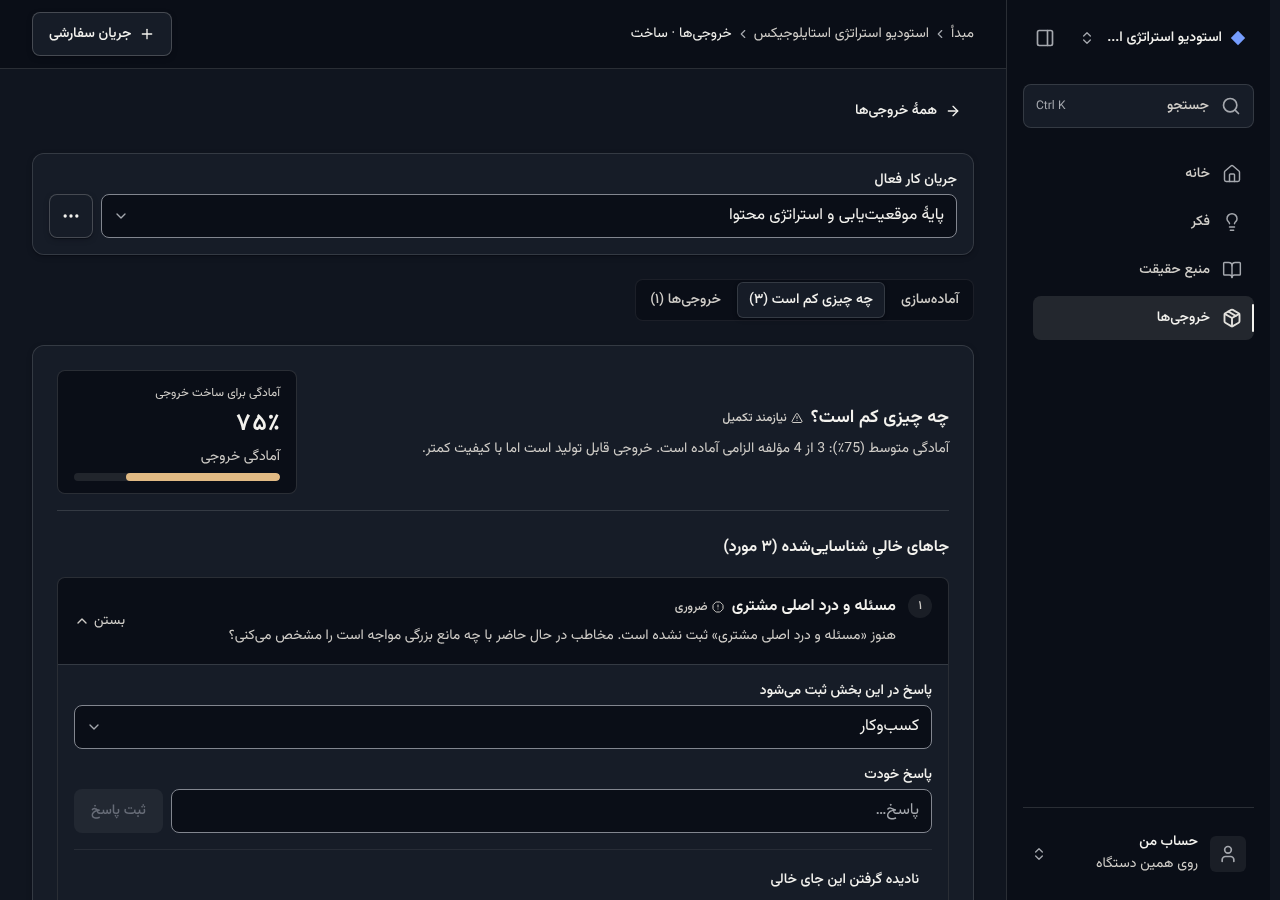 استودیو استراتژی ا...
جستجو
Ctrl K
خانه
فکر
منبع حقیقت
خروجی‌ها
حساب من
روی همین دستگاه
مبدأ › استودیو استراتژی استایلوجیکس › خروجی‌ها · ساخت
جریان سفارشی
همهٔ خروجی‌ها
جریان کار فعال
پایهٔ موقعیت‌یابی و استراتژی محتوا
آماده‌سازی
چه چیزی کم است (۳)
خروجی‌ها (۱)
چه چیزی کم است؟ نیازمند تکمیل
آمادگی متوسط (75٪): 3 از 4 مؤلفه الزامی آماده است. خروجی قابل تولید است اما با کیفیت کمتر.
آمادگی برای ساخت خروجی
۷۵٪
آمادگی خروجی
جاهای خالیِ شناسایی‌شده (۳ مورد)
۱
مسئله و درد اصلی مشتری ضروری
هنوز «مسئله و درد اصلی مشتری» ثبت نشده است. مخاطب در حال حاضر با چه مانع بزرگی مواجه است را مشخص می‌کنی؟
بستن
پاسخ در این بخش ثبت می‌شود
کسب‌وکار
پاسخ خودت
پاسخ...
ثبت پاسخ
نادیده گرفتن این جای خالی